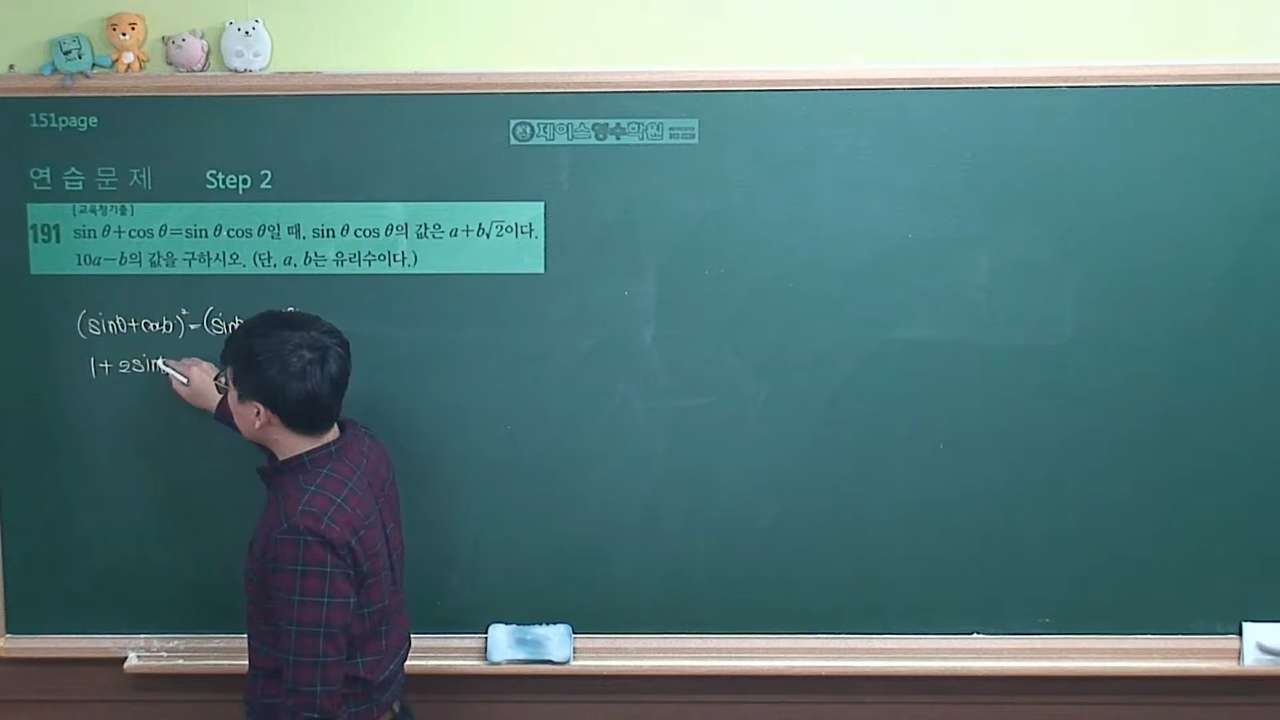 151page
제이스영수학원
연습문제 Step 2
[교육청기출]
191 sin θ+cos θ=sin θ cos θ일 때, sin θ cos θ의 값은 a+b√2이다.
10a−b의 값을 구하시오. (단, a, b는 유리수이다.)
(sinθ+cosθ)² = (sinθ
1+2sin